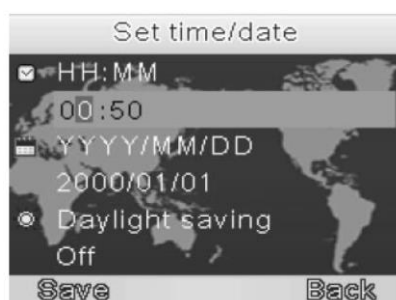 Set time/date
HH:MM
00:50
YYYY/MM/DD
2000/01/01
Daylight saving
Off
Save Back